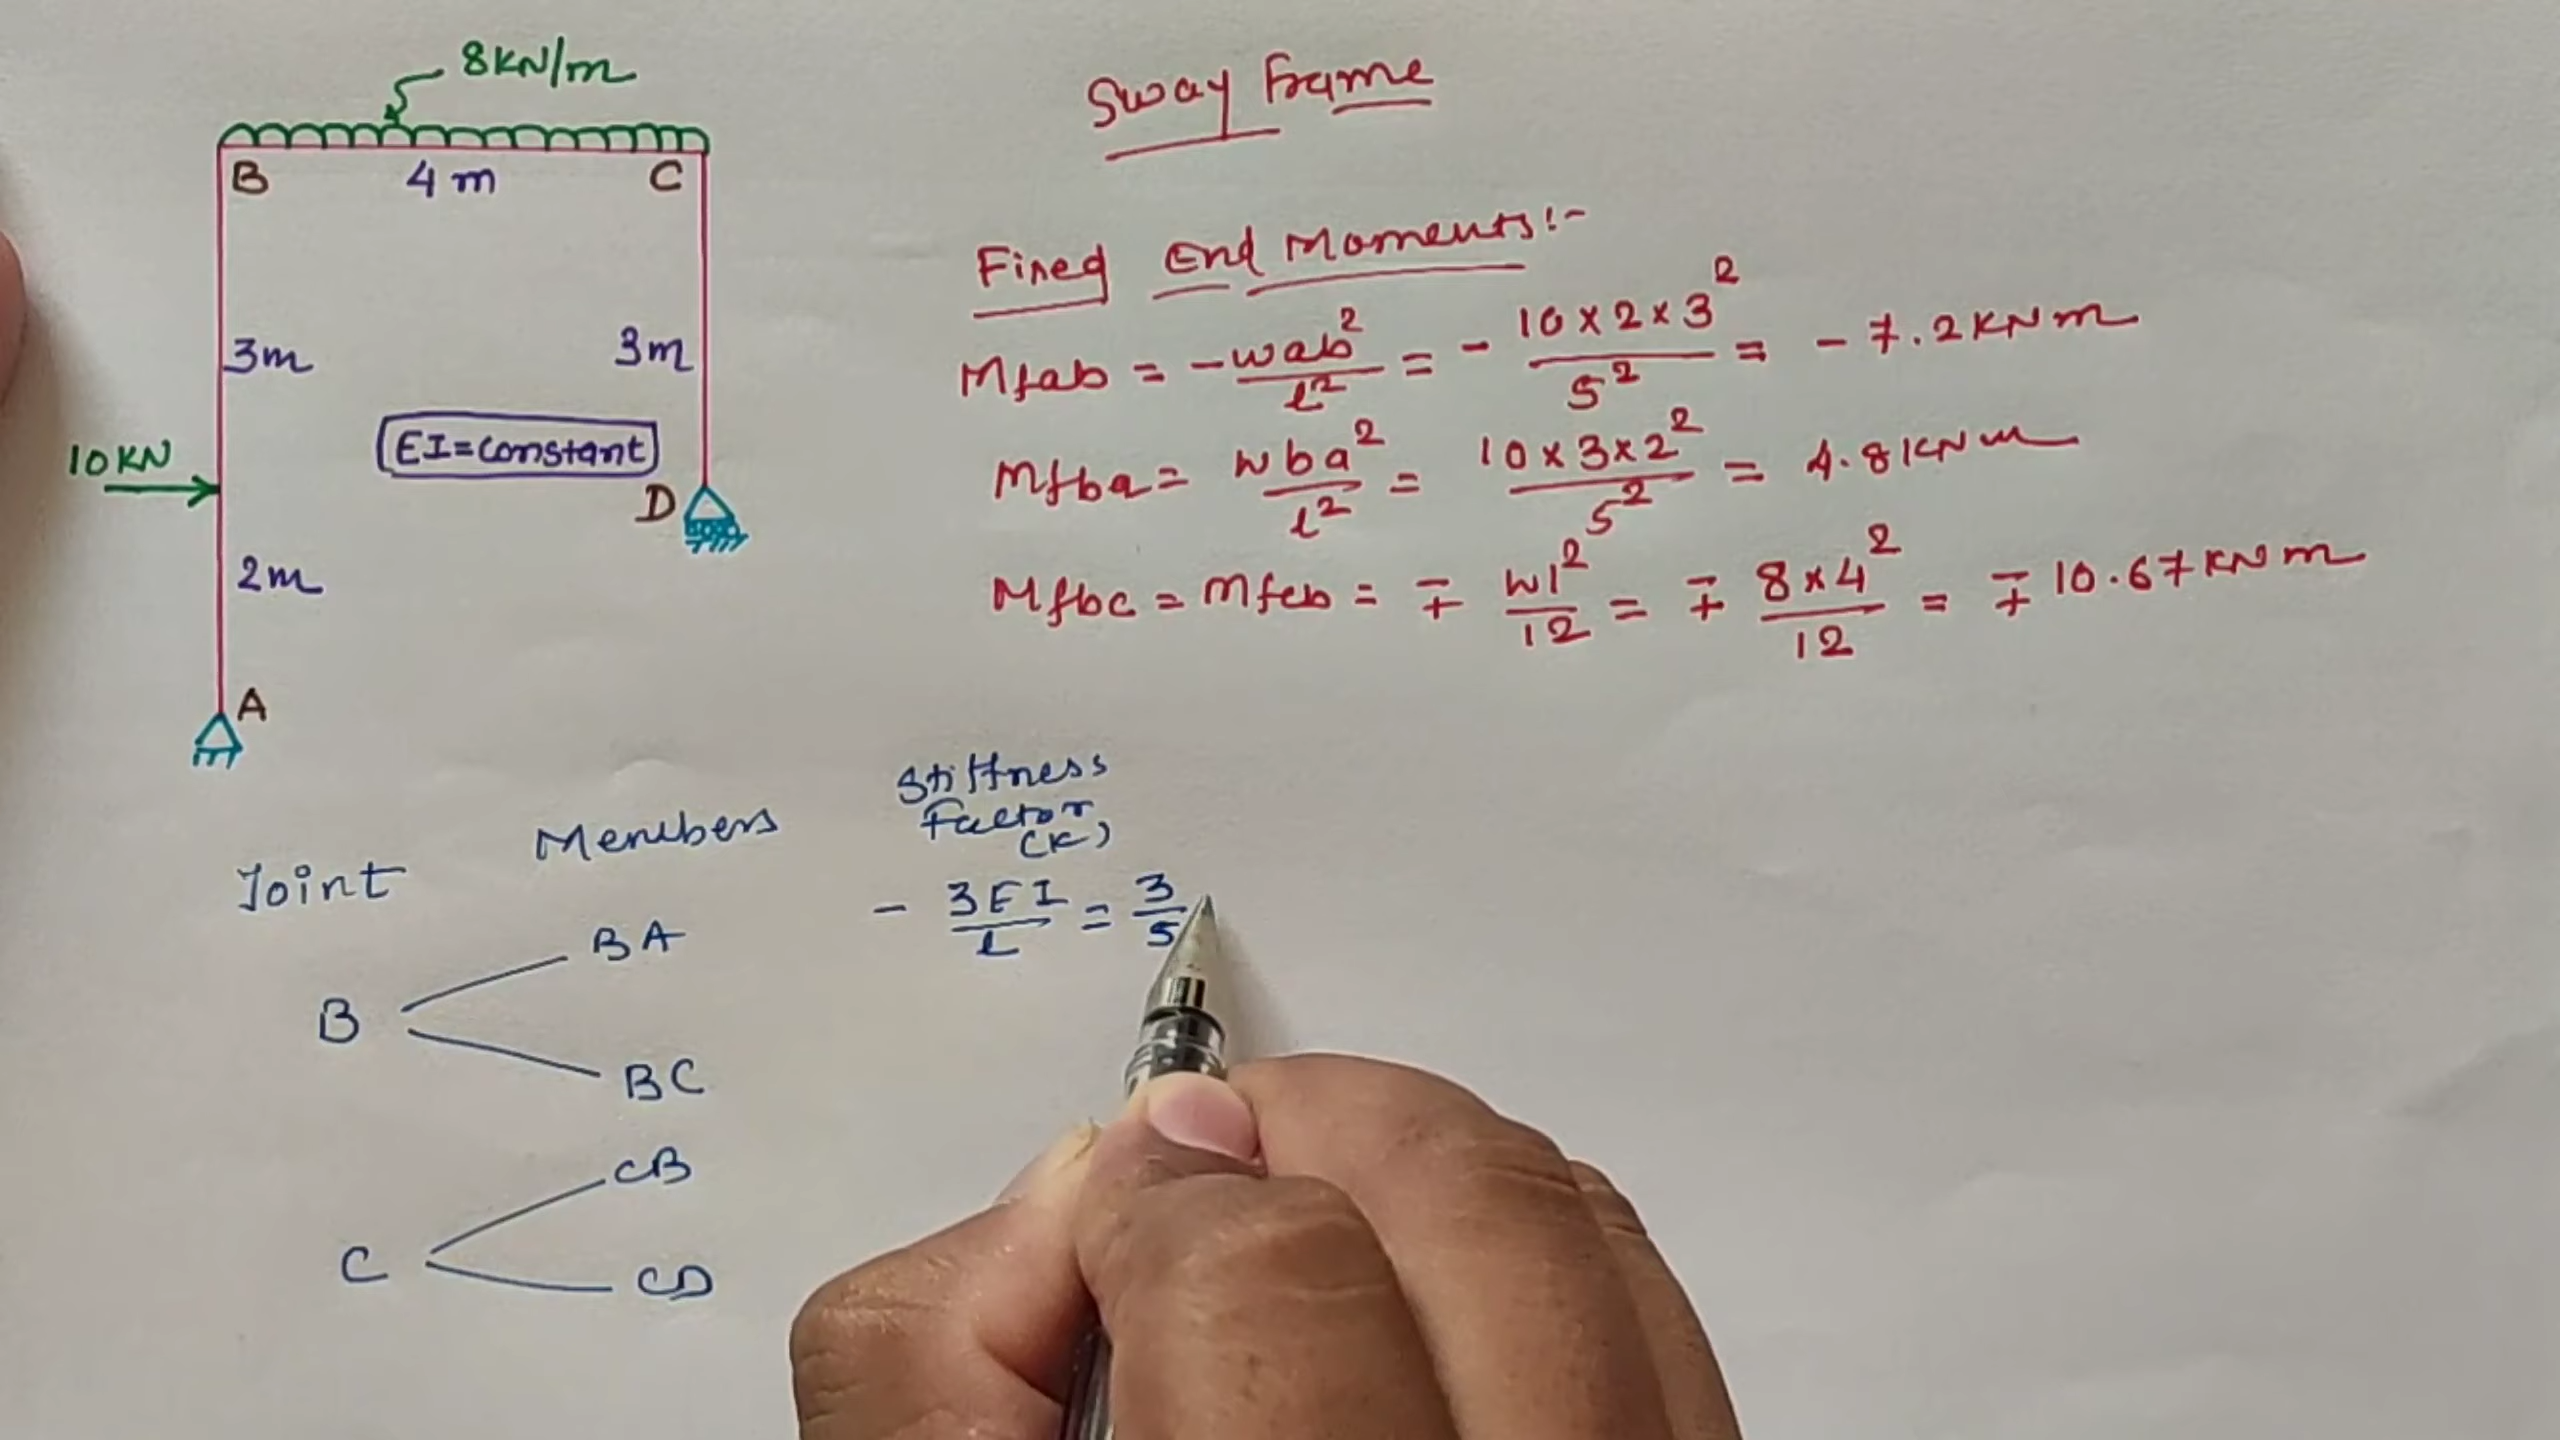 8KN/m
B 4 m C
3m
3m
EI=constant
10KN
D
2m
A
Sway Frame
Fixed End Moments:-
Mfab = -wab²/l² = - 10×2×3²/5² = - 7.2KNm
Mfba = wba²/l² = 10×3×2²/5² = 4.8KNm
Mfbc = Mfcb = ∓ wl²/12 = ∓ 8×4²/12 = ∓ 10.67KNm
Joint Members Stiffness Factor (K)
B
BA - 3EI/l = 3/5
BC
C
CB
CD